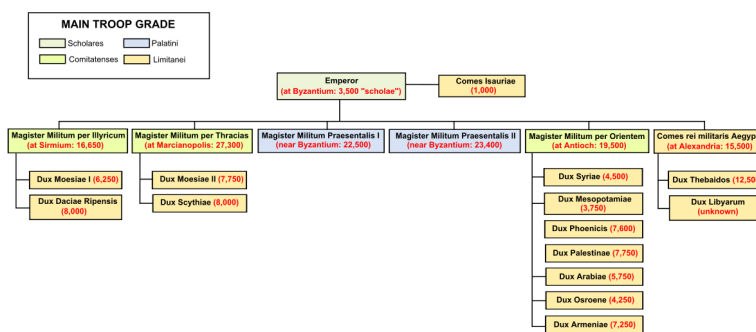 MAIN TROOP GRADE
Scholares
Palatini
Comitatenses
Limitanei
Emperor
(at Byzantium: 3,500 "scholae")
Comes Isauriae
(1,000)
Magister Militum per Illyricum
(at Sirmium: 16,650)
Magister Militum per Thracias
(at Marcianopolis: 27,300)
Magister Militum Praesentalis I
(near Byzantium: 22,500)
Magister Militum Praesentalis II
(near Byzantium: 23,400)
Magister Militum per Orientem
(at Antioch: 19,500)
Comes rei militaris Aegyp
(at Alexandria: 15,500)
Dux Moesiae I (6,250)
Dux Daciae Ripensis
(8,000)
Dux Moesiae II (7,750)
Dux Scythiae (8,000)
Dux Syriae (4,500)
Dux Mesopotamiae
(3,750)
Dux Phoenicis (7,600)
Dux Palestinae (7,750)
Dux Arabiae (5,750)
Dux Osroene (4,250)
Dux Armeniae (7,250)
Dux Thebaidos (12,500
Dux Libyarum
(unknown)